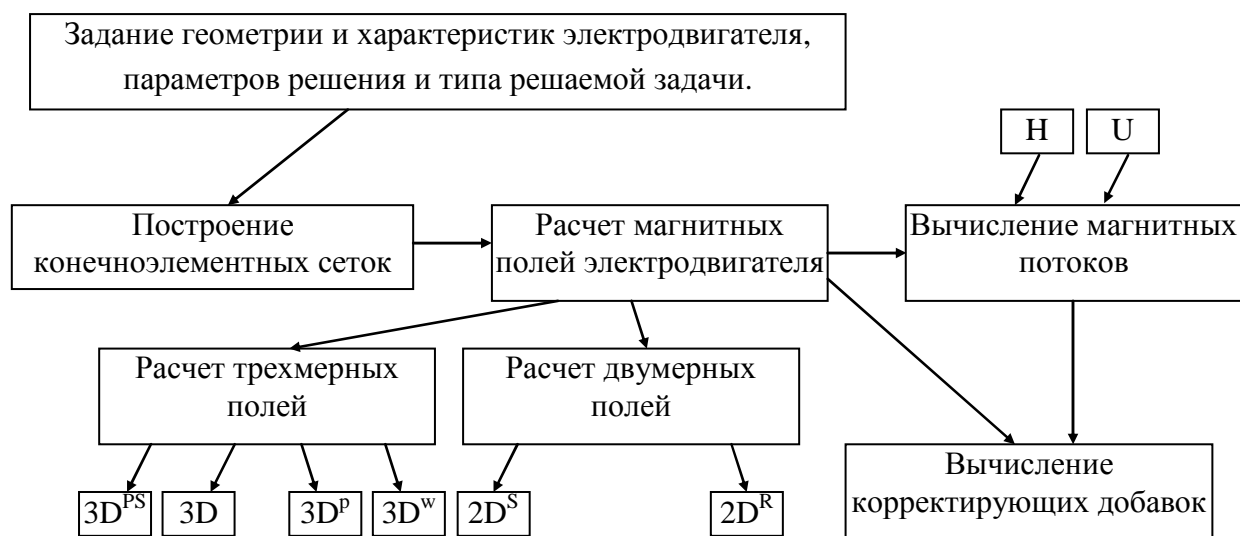 Задание геометрии и характеристик электродвигателя,
параметров решения и типа решаемой задачи.
H
U
Построение
конечноэлементных сеток
Расчет магнитных
полей электродвигателя
Вычисление магнитных
потоков
Расчет трехмерных
полей
Расчет двумерных
полей
Вычисление
корректирующих добавок
3D^PS
3D
3D^p
3D^w
2D^S
2D^R